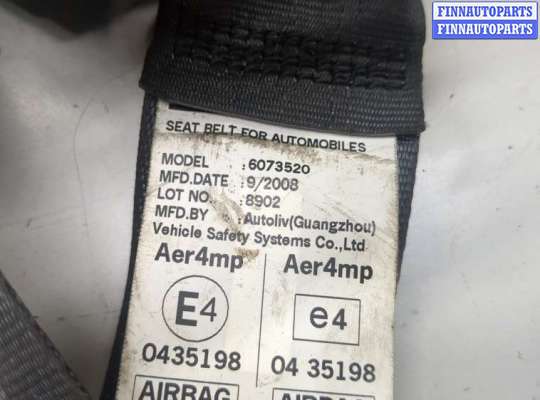 FINNAUTOPARTS
FINNAUTOPARTS
SEAT BELT FOR AUTOMOBILES
MODEL :6073520
MFD.DATE :9/2008
LOT NO. :8902
MFD.BY :Autoliv(Guangzhou)
Vehicle Safety Systems Co.,Ltd
Aer4mp Aer4mp
E4 e4
0435198 04 35198
AIRBAG AIRBAG